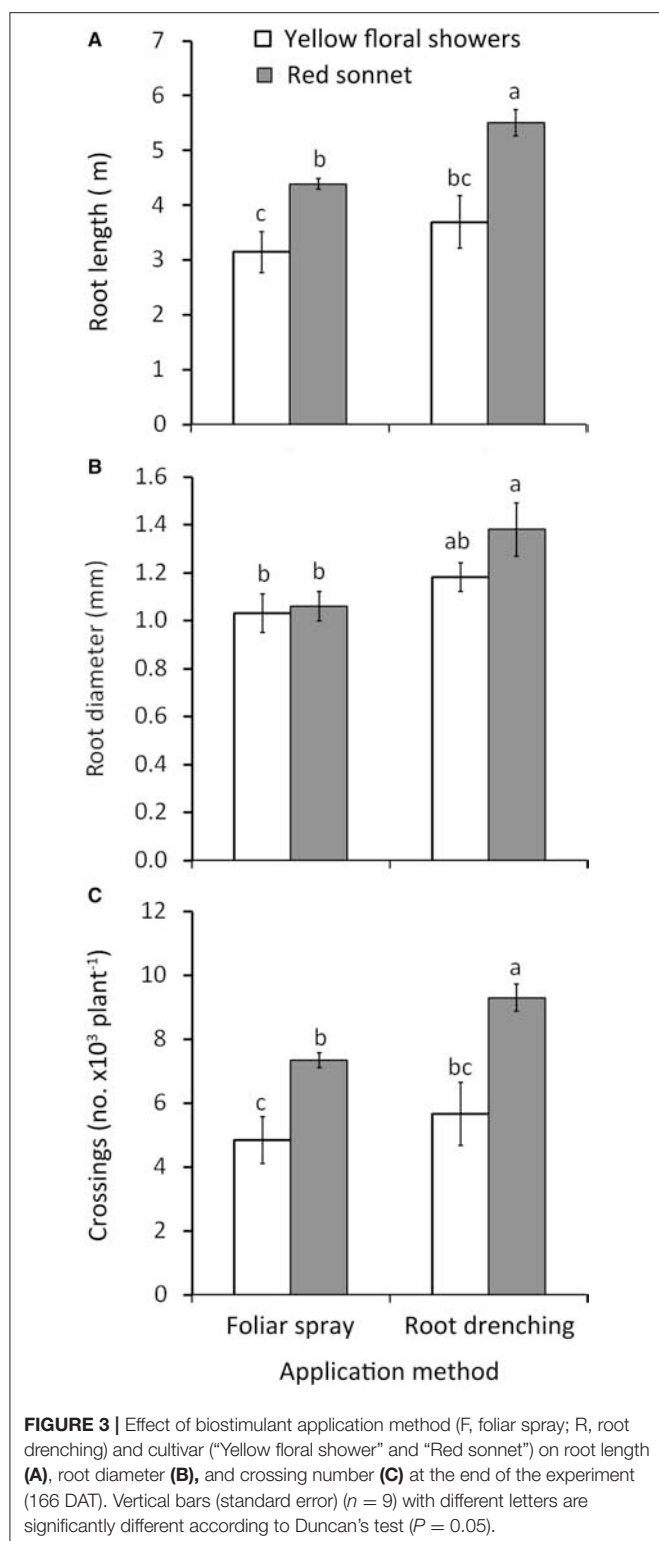 A
Yellow floral showers
Red sonnet
7
6
5
4
3
2
1
0
Root length ( m)
c
b
bc
a
B
1.6
1.4
1.2
1.0
0.8
0.6
0.4
0.2
0.0
Root diameter (mm)
b
b
ab
a
C
12
10
8
6
4
2
0
Crossings (no. x10³ plant⁻¹)
c
b
bc
a
Foliar spray
Root drenching
Application method
FIGURE 3 | Effect of biostimulant application method (F, foliar spray; R, root
drenching) and cultivar (“Yellow floral shower” and “Red sonnet”) on root length
(A), root diameter (B), and crossing number (C) at the end of the experiment
(166 DAT). Vertical bars (standard error) (n = 9) with different letters are
significantly different according to Duncan’s test (P = 0.05).